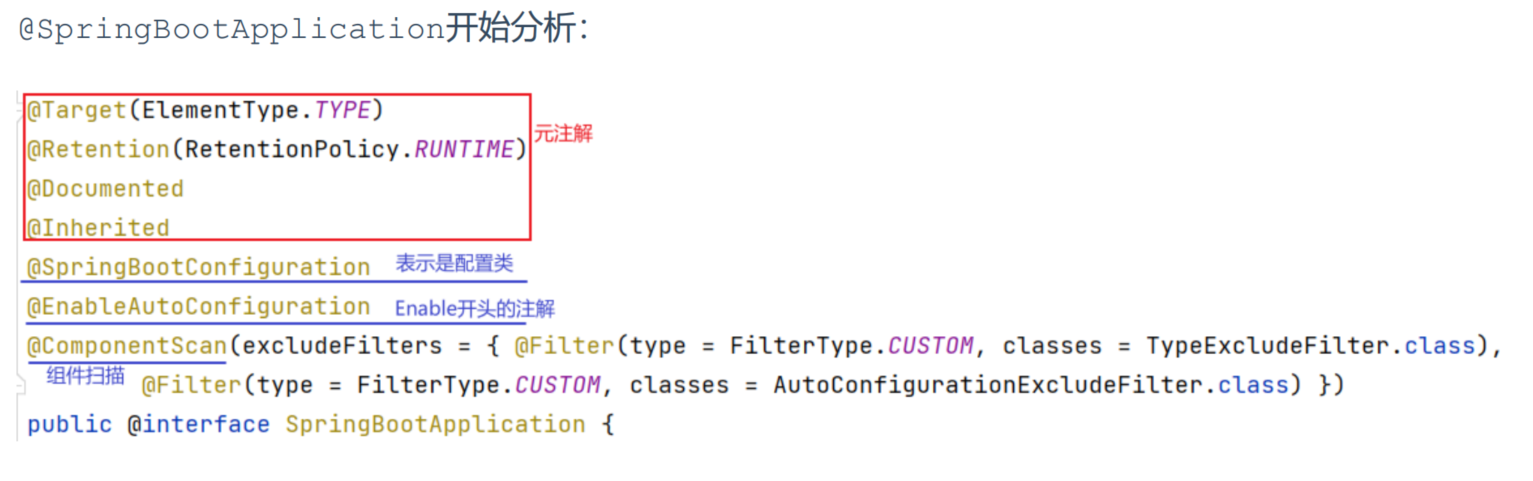 @SpringBootApplication开始分析：
@Target(ElementType.TYPE)
元注解
@Retention(RetentionPolicy.RUNTIME)
@Documented
@Inherited
@SpringBootConfiguration 表示是配置类
@EnableAutoConfiguration Enable开头的注解
@ComponentScan(excludeFilters = { @Filter(type = FilterType.CUSTOM, classes = TypeExcludeFilter.class),
组件扫描 @Filter(type = FilterType.CUSTOM, classes = AutoConfigurationExcludeFilter.class) })
public @interface SpringBootApplication {